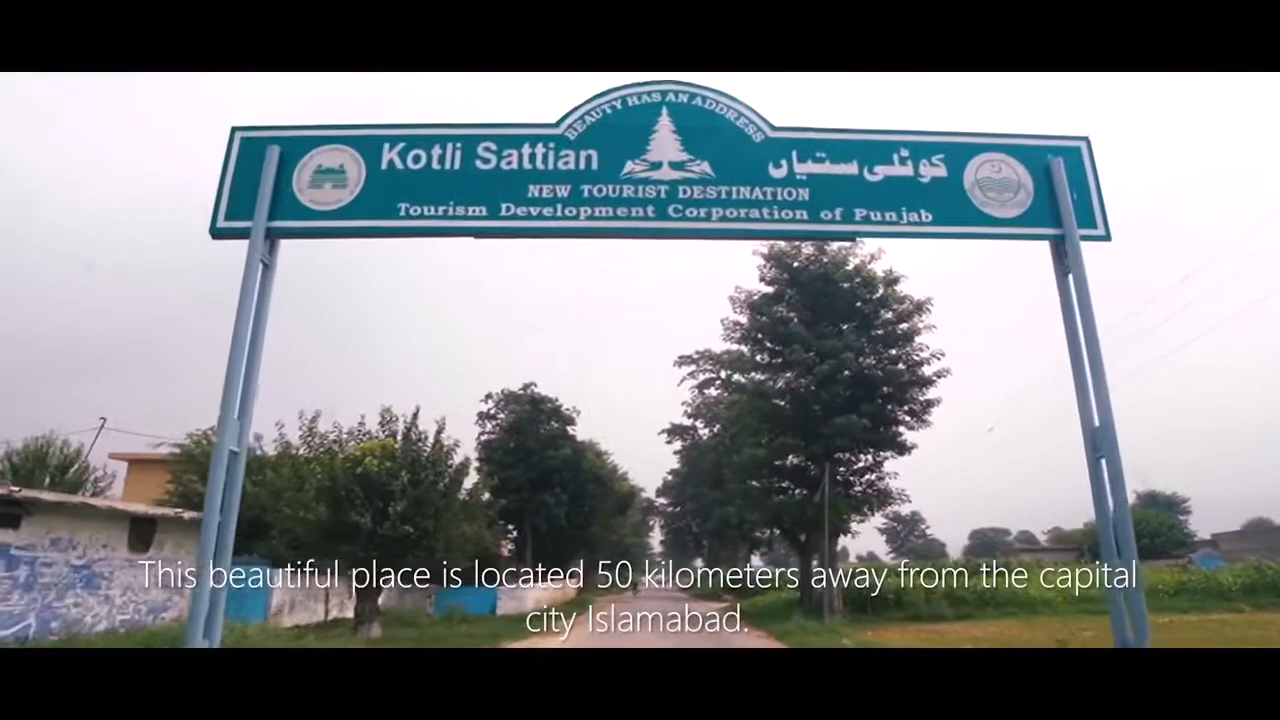 BEAUTY HAS AN ADDRESS
Kotli Sattian
کوٹلی ستیاں
NEW TOURIST DESTINATION
Tourism Development Corporation of Punjab
This beautiful place is located 50 kilometers away from the capital
city Islamabad.